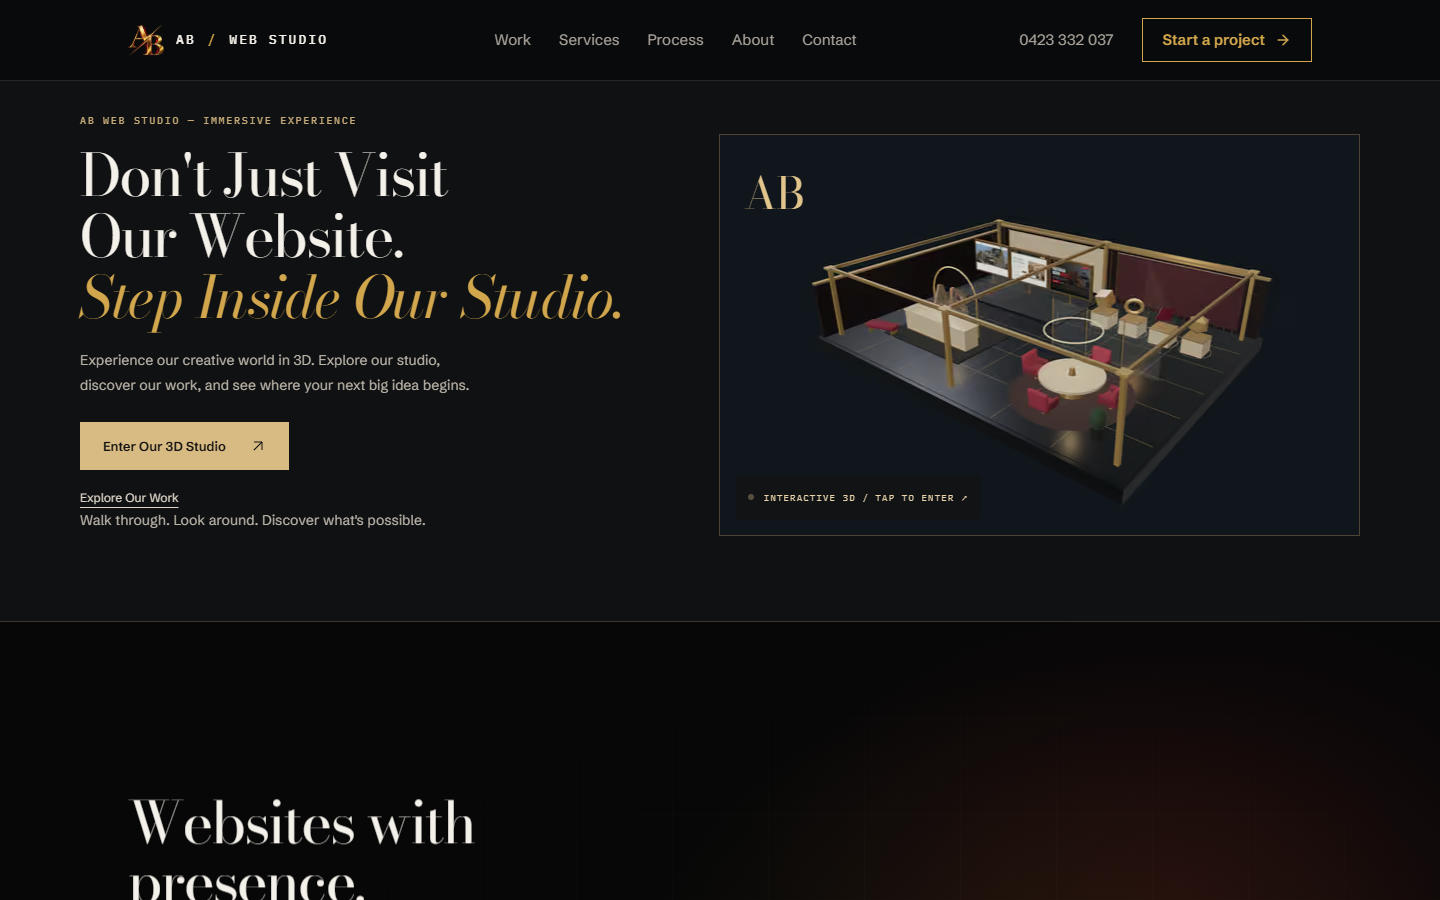 AB
AB / WEB STUDIO
Work
Services
Process
About
Contact
0423 332 037
Start a project →
AB WEB STUDIO — IMMERSIVE EXPERIENCE
Don't Just Visit
Our Website.
Step Inside Our Studio.
Experience our creative world in 3D. Explore our studio,
discover our work, and see where your next big idea begins.
Enter Our 3D Studio ↗
Explore Our Work
Walk through. Look around. Discover what's possible.
AB
INTERACTIVE 3D / TAP TO ENTER ↗
Websites with
presence.